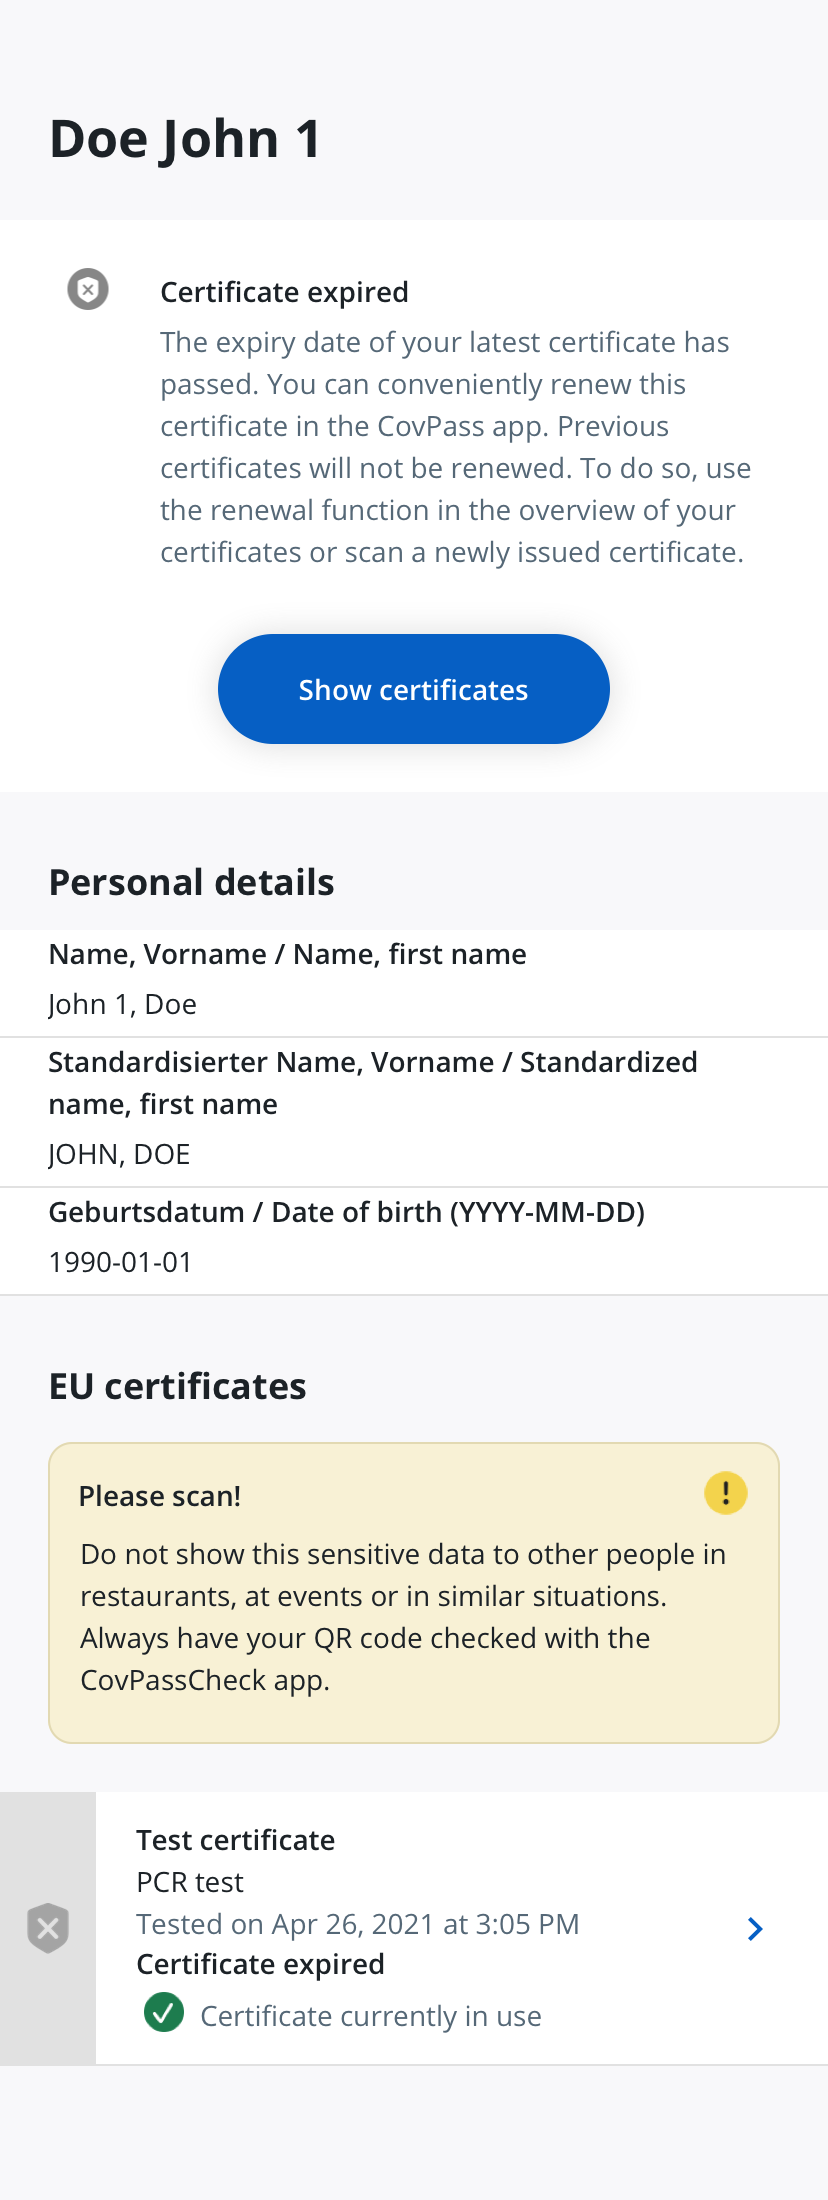 Doe John 1
Certificate expired
The expiry date of your latest certificate has
passed. You can conveniently renew this
certificate in the CovPass app. Previous
certificates will not be renewed. To do so, use
the renewal function in the overview of your
certificates or scan a newly issued certificate.
Show certificates
Personal details
Name, Vorname / Name, first name
John 1, Doe
Standardisierter Name, Vorname / Standardized
name, first name
JOHN, DOE
Geburtsdatum / Date of birth (YYYY-MM-DD)
1990-01-01
EU certificates
Please scan!
Do not show this sensitive data to other people in
restaurants, at events or in similar situations.
Always have your QR code checked with the
CovPassCheck app.
Test certificate
PCR test
Tested on Apr 26, 2021 at 3:05 PM
Certificate expired
Certificate currently in use